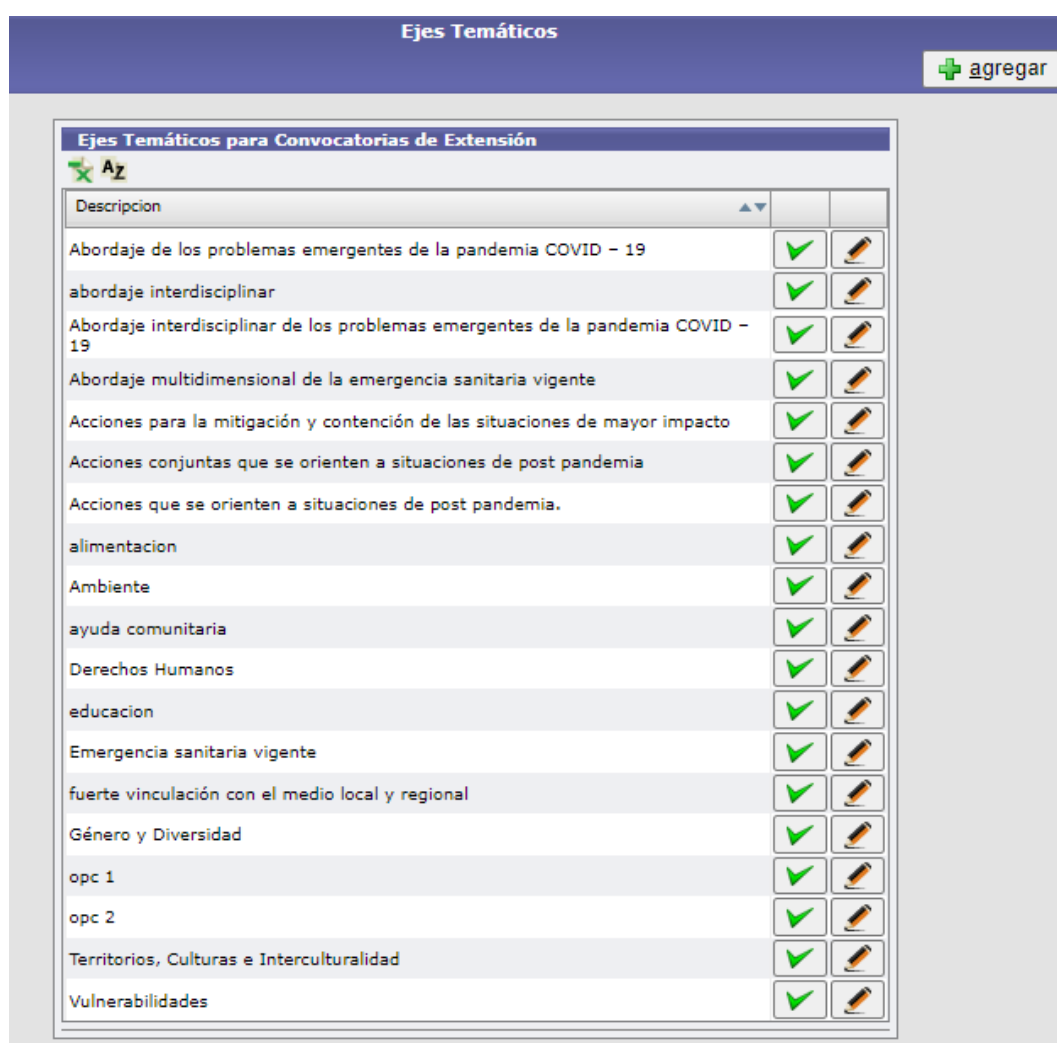 Ejes Temáticos
agregar
Ejes Temáticos para Convocatorias de Extensión
AZ
Descripcion
Abordaje de los problemas emergentes de la pandemia COVID – 19
abordaje interdisciplinar
Abordaje interdisciplinar de los problemas emergentes de la pandemia COVID –
19
Abordaje multidimensional de la emergencia sanitaria vigente
Acciones para la mitigación y contención de las situaciones de mayor impacto
Acciones conjuntas que se orienten a situaciones de post pandemia
Acciones que se orienten a situaciones de post pandemia.
alimentacion
Ambiente
ayuda comunitaria
Derechos Humanos
educacion
Emergencia sanitaria vigente
fuerte vinculación con el medio local y regional
Género y Diversidad
opc 1
opc 2
Territorios, Culturas e Interculturalidad
Vulnerabilidades